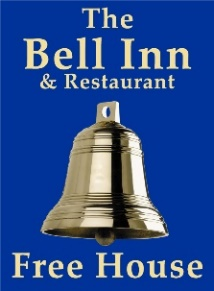 The
Bell Inn
& Restaurant
Free House